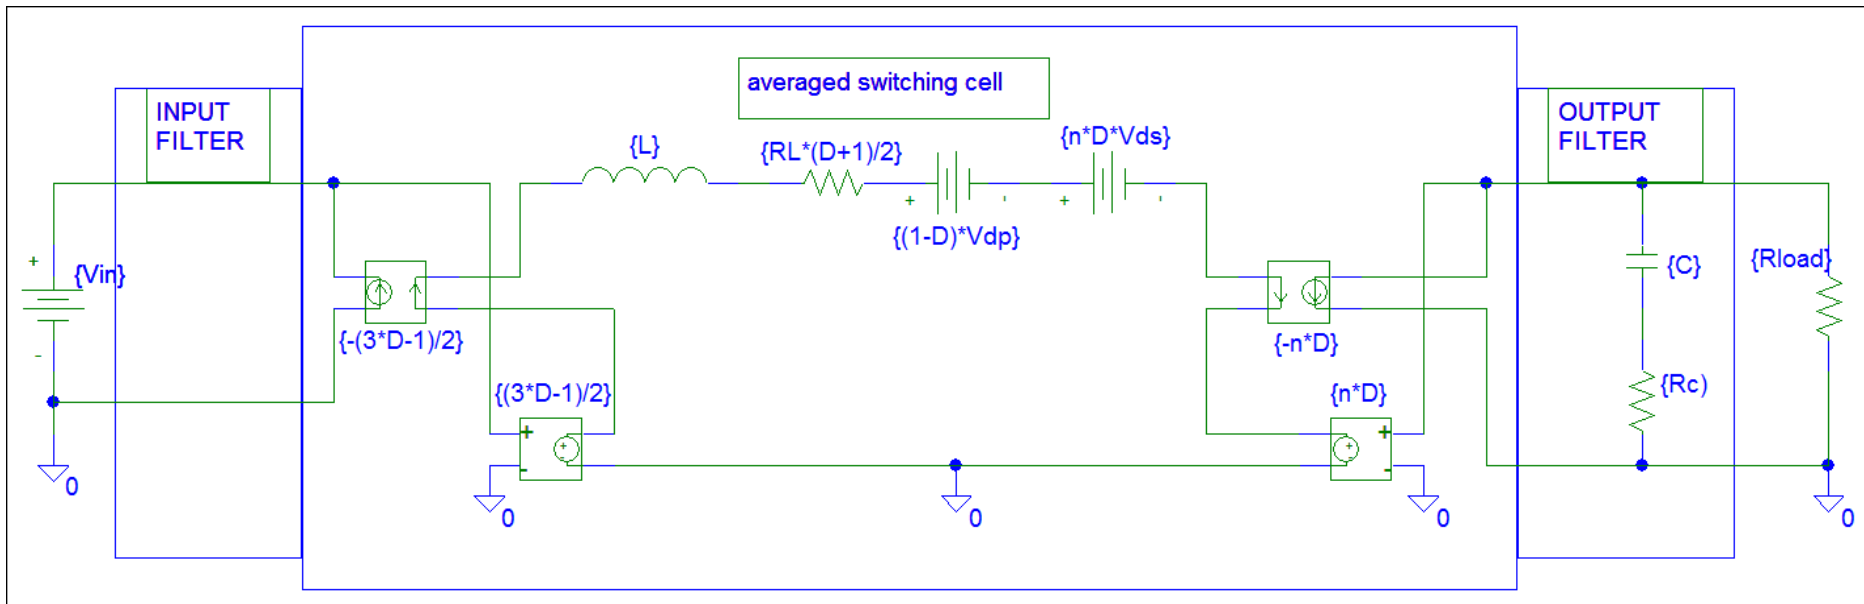 averaged switching cell
INPUT
FILTER
OUTPUT
FILTER
{L}
{RL*(D+1)/2}
{n*D*Vds}
+
-
+
-
{(1-D)*Vdp}
+
{Vin}
-
{C}
{Rload}
{-(3*D-1)/2}
{-n*D}
{(3*D-1)/2}
{n*D}
{Rc)
+
+
-
-
+
-
+
-
0
0
0
0
0